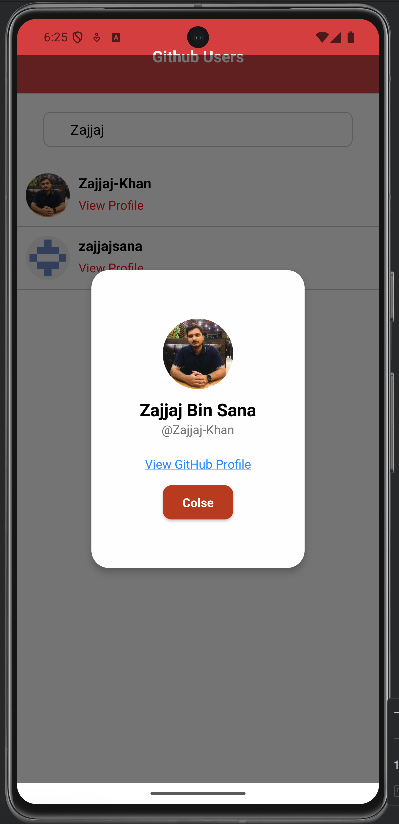 6:25
Github Users
Zajjaj
Zajjaj-Khan
View Profile
zajjajsana
View Profile
Zajjaj Bin Sana
@Zajjaj-Khan
View GitHub Profile
Colse